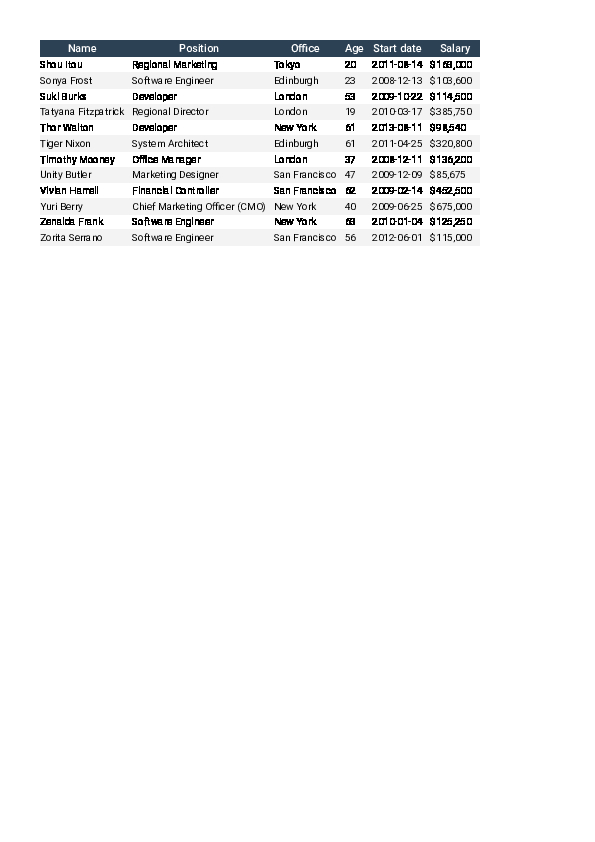 Name Position Office Age Start date Salary
Shou Itou Regional Marketing Tokyo 20 2011-08-14 $163,000
Sonya Frost Software Engineer Edinburgh 23 2008-12-13 $103,600
Suki Burks Developer London 53 2009-10-22 $114,500
Tatyana Fitzpatrick Regional Director London 19 2010-03-17 $385,750
Thor Walton Developer New York 61 2013-08-11 $98,540
Tiger Nixon System Architect Edinburgh 61 2011-04-25 $320,800
Timothy Mooney Office Manager London 37 2008-12-11 $136,200
Unity Butler Marketing Designer San Francisco 47 2009-12-09 $85,675
Vivian Harrell Financial Controller San Francisco 62 2009-02-14 $452,500
Yuri Berry Chief Marketing Officer (CMO) New York 40 2009-06-25 $675,000
Zenaida Frank Software Engineer New York 63 2010-01-04 $125,250
Zorita Serrano Software Engineer San Francisco 56 2012-06-01 $115,000